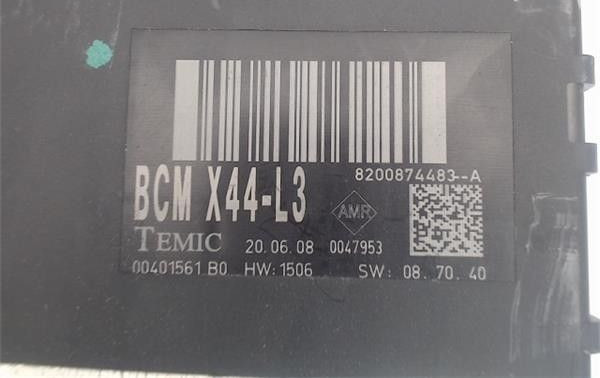 8200874483--A
BCM X44-L3
AMR
TEMIC 20.06.08 0047953
00401561 B0 HW: 1506 SW: 08. 70. 40